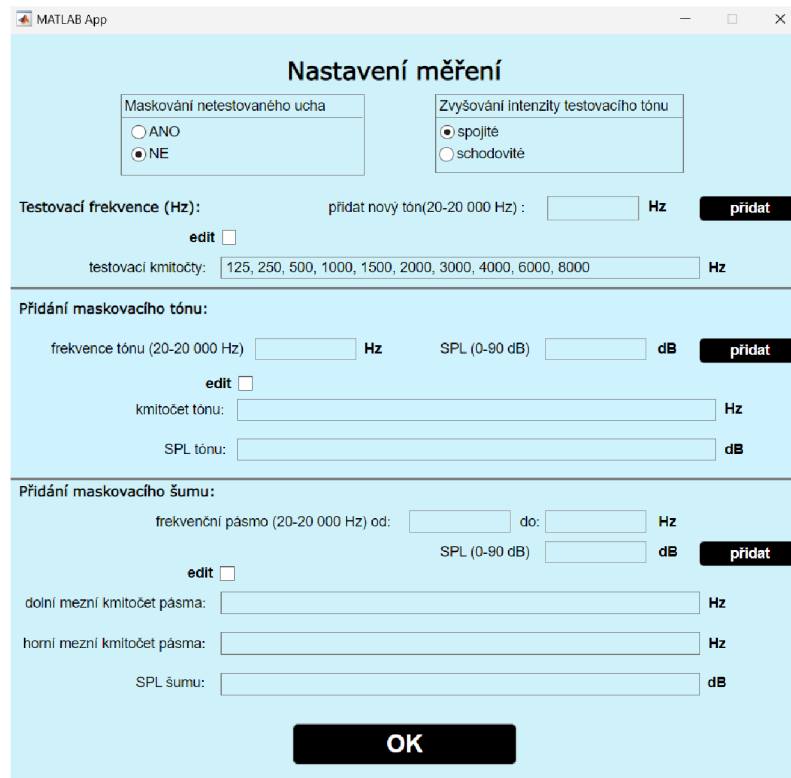 MATLAB App
Nastavení měření
Maskování netestovaného ucha
ANO
NE
Zvyšování intenzity testovacího tónu
spojité
schodovité
Testovací frekvence (Hz): přidat nový tón(20-20 000 Hz) : Hz přidat
edit
testovací kmitočty: 125, 250, 500, 1000, 1500, 2000, 3000, 4000, 6000, 8000 Hz
Přidání maskovacího tónu:
frekvence tónu (20-20 000 Hz) Hz SPL (0-90 dB) dB přidat
edit
kmitočet tónu: Hz
SPL tónu: dB
Přidání maskovacího šumu:
frekvenční pásmo (20-20 000 Hz) od: do: Hz
SPL (0-90 dB) dB přidat
edit
dolní mezní kmitočet pásma: Hz
horní mezní kmitočet pásma: Hz
SPL šumu: dB
OK